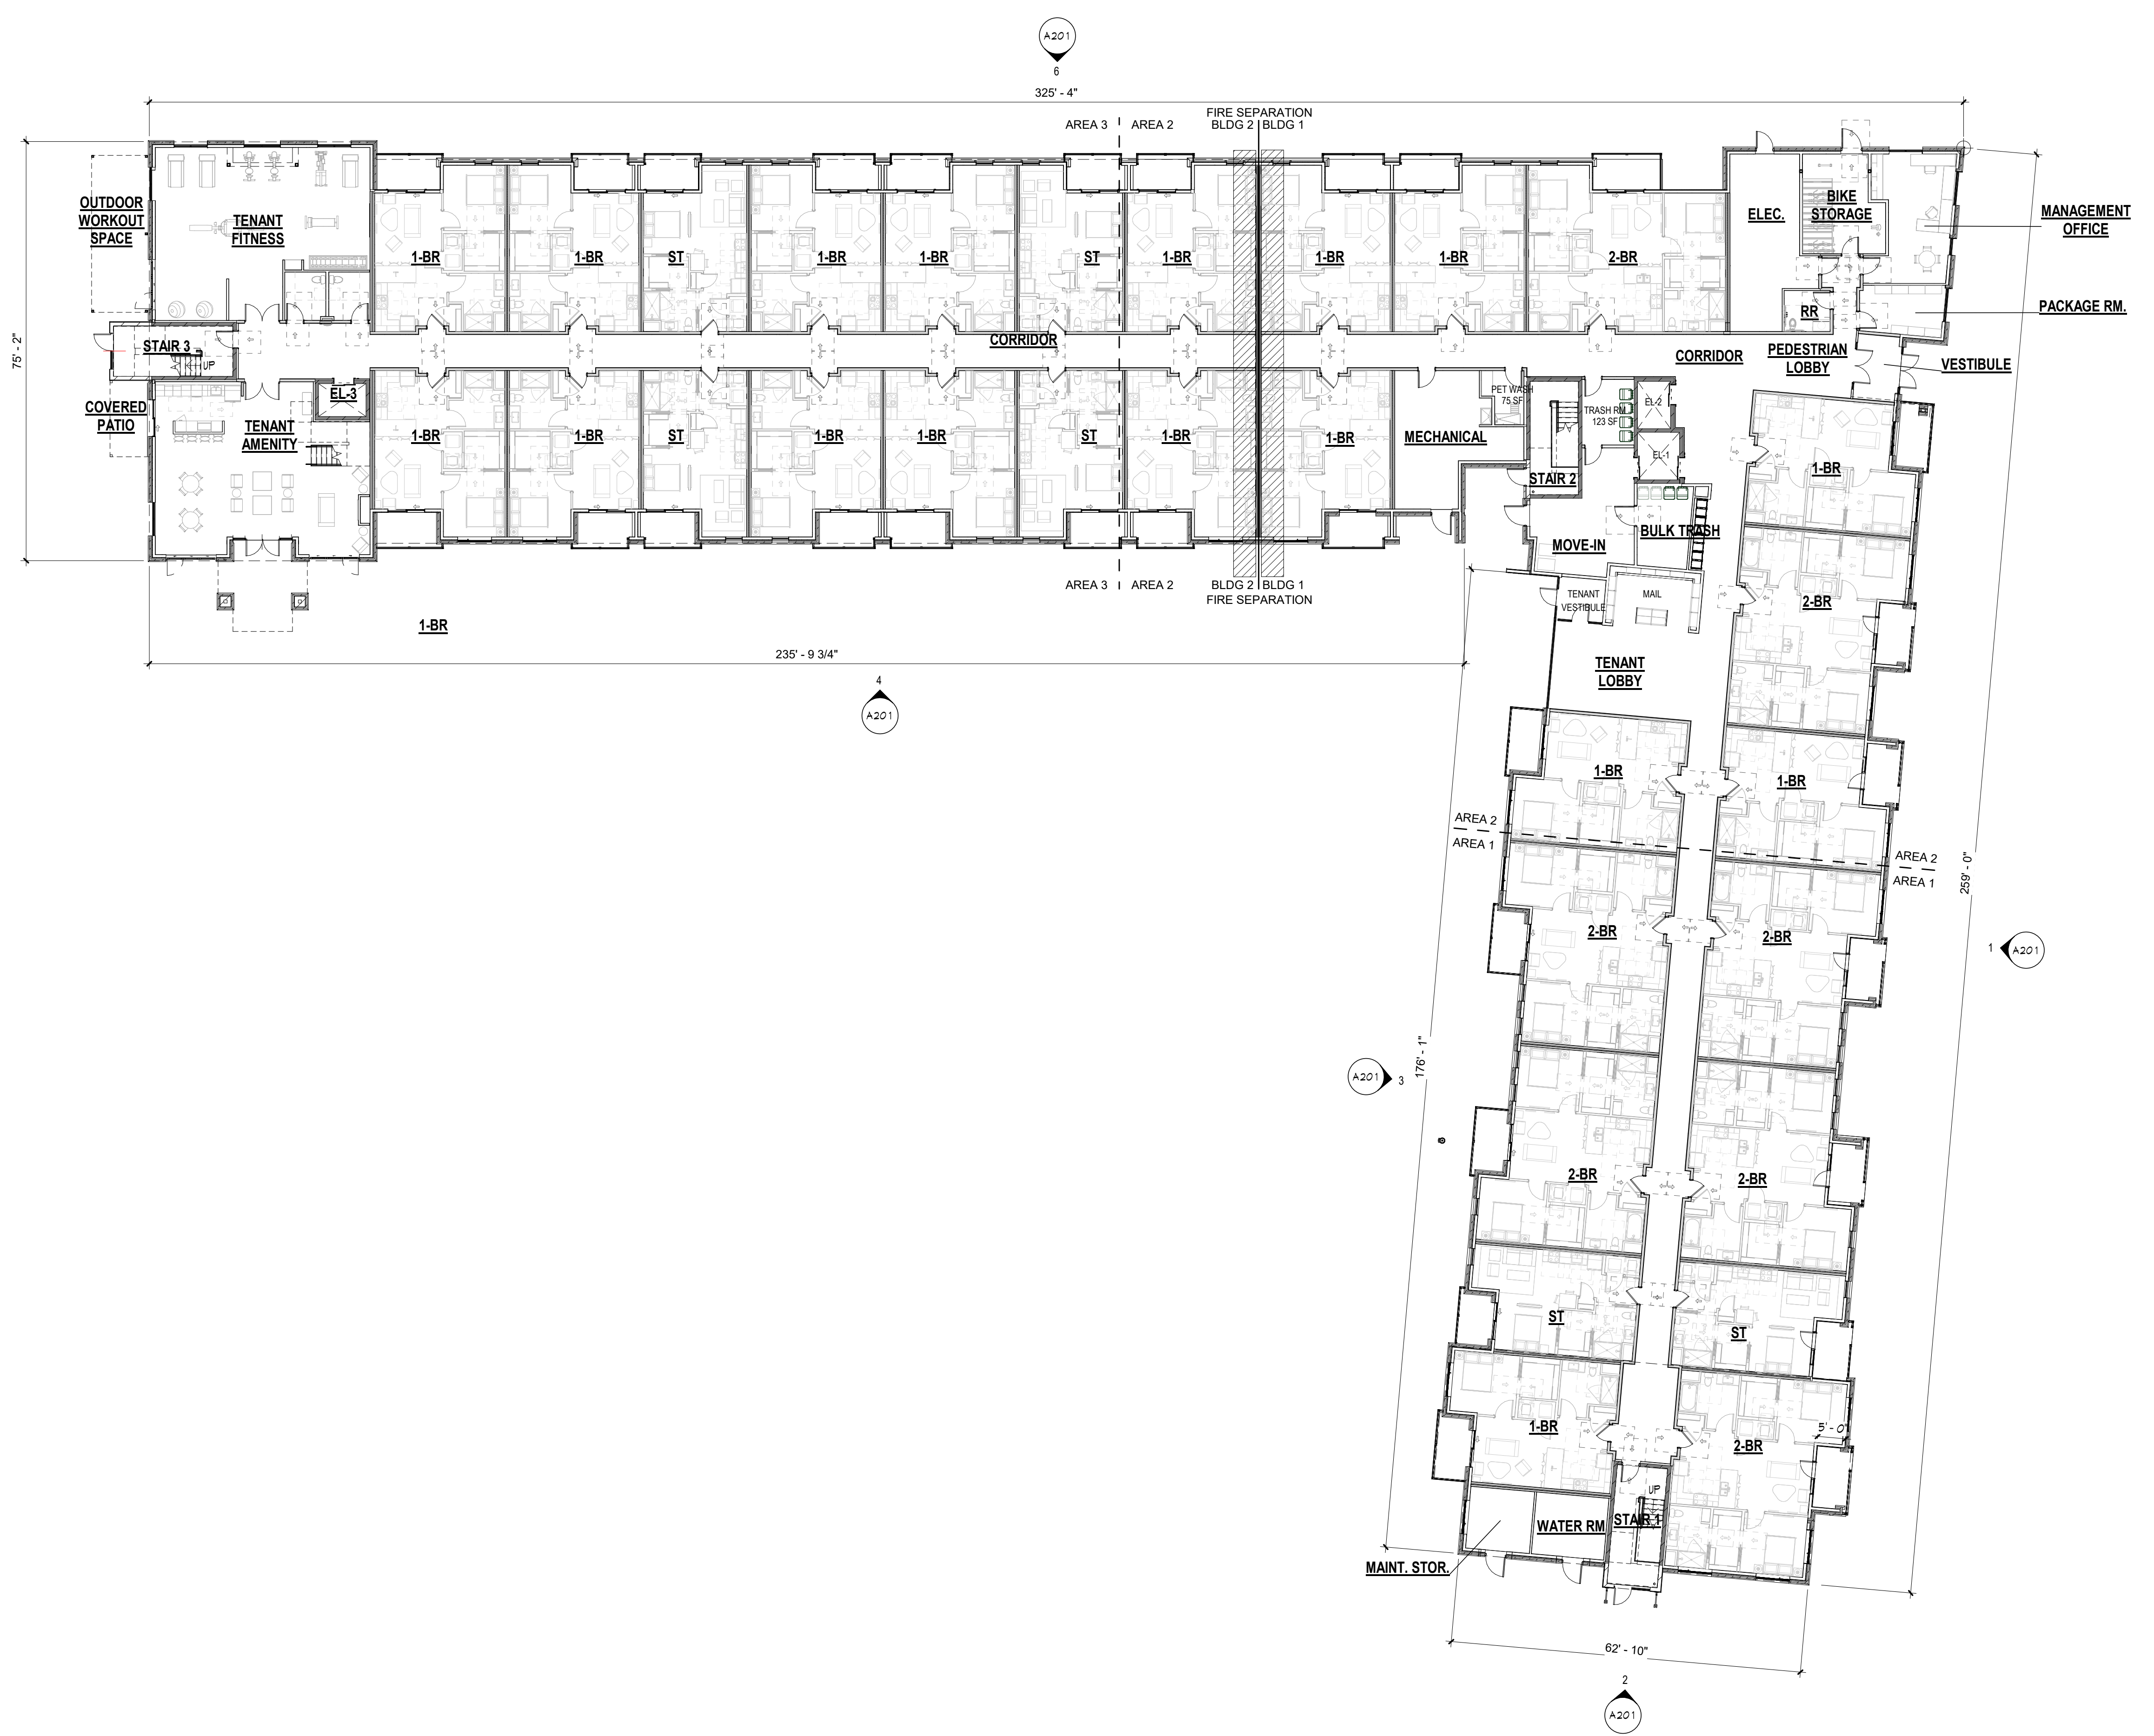 A201
6
325' - 4"
FIRE SEPARATION
AREA 3
AREA 2
BLDG 2
BLDG 1
75' - 2"
OUTDOOR
WORKOUT
SPACE
TENANT
FITNESS
1-BR
1-BR
ST
1-BR
1-BR
ST
1-BR
1-BR
1-BR
2-BR
ELEC.
BIKE
STORAGE
MANAGEMENT
OFFICE
PACKAGE RM.
RR
STAIR 3
UP
CORRIDOR
CORRIDOR
PEDESTRIAN
LOBBY
VESTIBULE
COVERED
PATIO
EL-3
TENANT
AMENITY
1-BR
1-BR
ST
1-BR
1-BR
ST
1-BR
1-BR
MECHANICAL
PET WASH
75 SF
STAIR 2
TRASH RM
123 SF
EL-2
EL-1
1-BR
MOVE-IN
BULK TRASH
AREA 3
AREA 2
BLDG 2
BLDG 1
FIRE SEPARATION
TENANT
VESTIBULE
MAIL
2-BR
1-BR
235' - 9 3/4"
4
A201
TENANT
LOBBY
1-BR
1-BR
AREA 2
AREA 1
AREA 2
AREA 1
259' - 0"
2-BR
2-BR
1
A201
176' - 1"
A201
3
2-BR
2-BR
ST
ST
1-BR
2-BR
5' - 0"
UP
WATER RM
STAIR 1
MAINT. STOR.
62' - 10"
2
A201